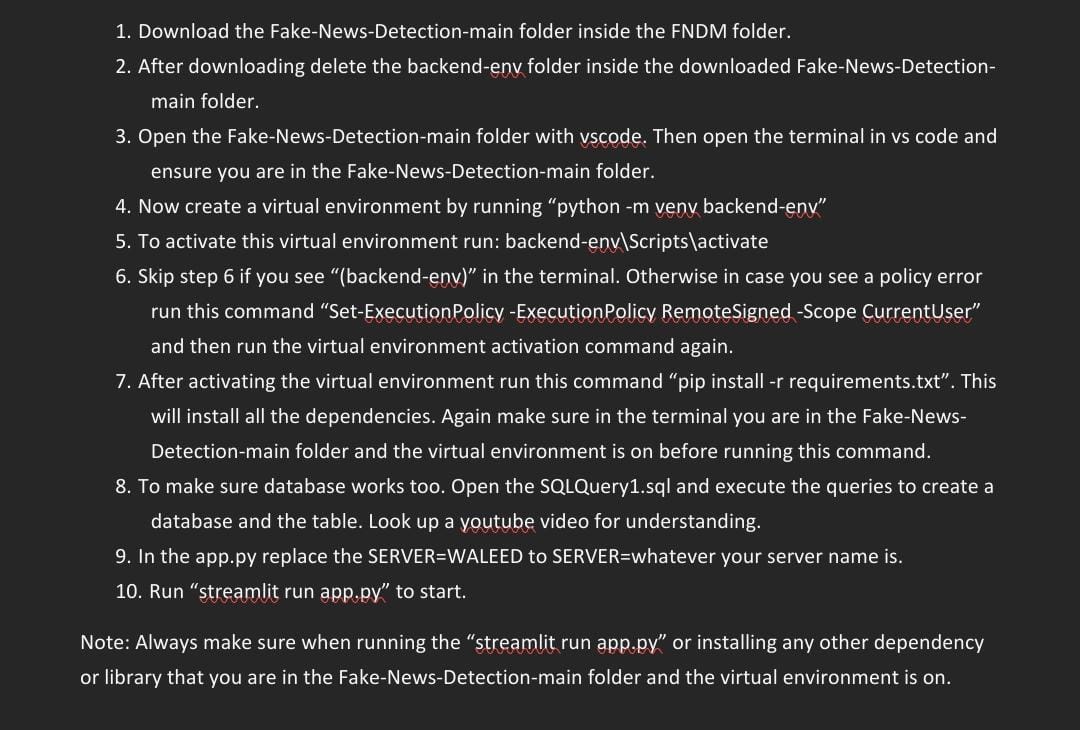 1. Download the Fake-News-Detection-main folder inside the FNDM folder.
2. After downloading delete the backend-env folder inside the downloaded Fake-News-Detection-
main folder.
3. Open the Fake-News-Detection-main folder with vscode. Then open the terminal in vs code and
ensure you are in the Fake-News-Detection-main folder.
4. Now create a virtual environment by running “python -m venv backend-env”
5. To activate this virtual environment run: backend-env\Scripts\activate
6. Skip step 6 if you see “(backend-env)” in the terminal. Otherwise in case you see a policy error
run this command “Set-ExecutionPolicy -ExecutionPolicy RemoteSigned -Scope CurrentUser”
and then run the virtual environment activation command again.
7. After activating the virtual environment run this command “pip install -r requirements.txt”. This
will install all the dependencies. Again make sure in the terminal you are in the Fake-News-
Detection-main folder and the virtual environment is on before running this command.
8. To make sure database works too. Open the SQLQuery1.sql and execute the queries to create a
database and the table. Look up a youtube video for understanding.
9. In the app.py replace the SERVER=WALEED to SERVER=whatever your server name is.
10. Run “streamlit run app.py” to start.
Note: Always make sure when running the “streamlit run app.py” or installing any other dependency
or library that you are in the Fake-News-Detection-main folder and the virtual environment is on.